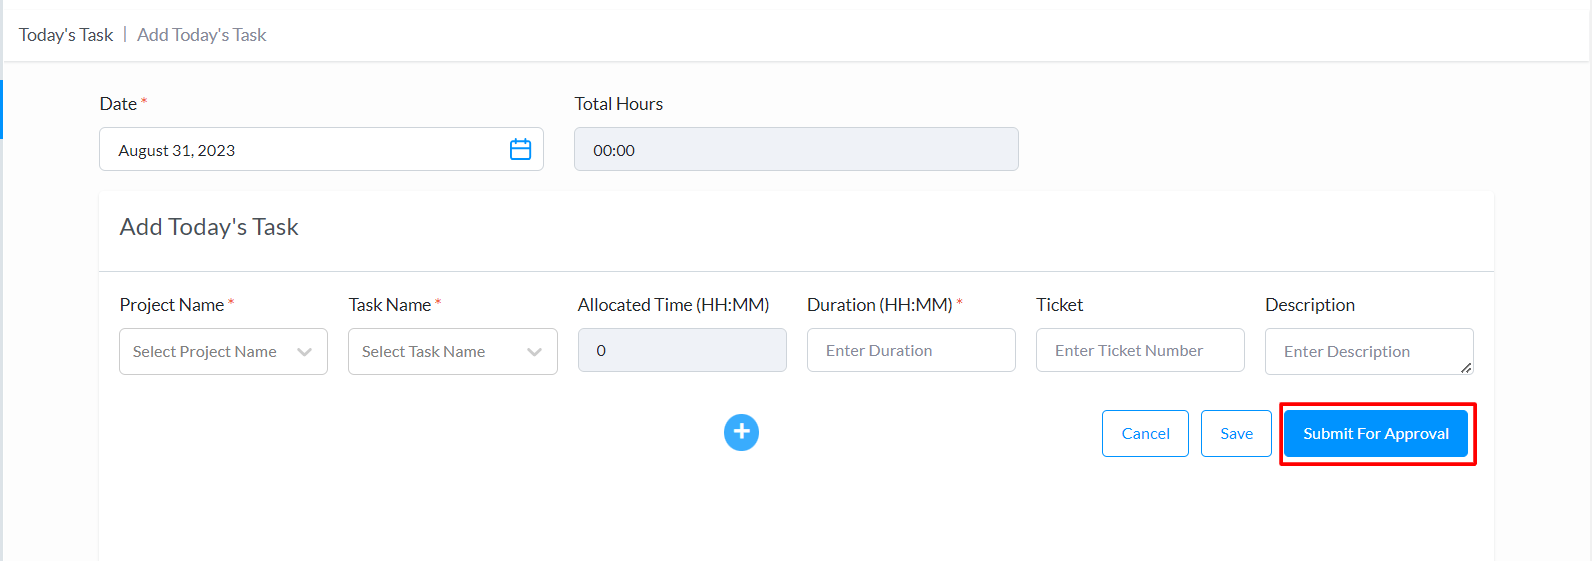 Today's Task | Add Today's Task
Date * Total Hours
August 31, 2023 00:00
Add Today's Task
Project Name * Task Name * Allocated Time (HH:MM) Duration (HH:MM) * Ticket Description
Select Project Name Select Task Name 0 Enter Duration Enter Ticket Number Enter Description
Cancel Save Submit For Approval